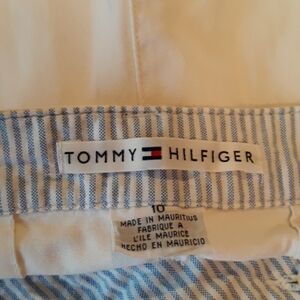 TOMMY HILFIGER
10
MADE IN MAURITIUS
FABRIQUE A
L'ILE MAURICE
HECHO EN MAURICIO